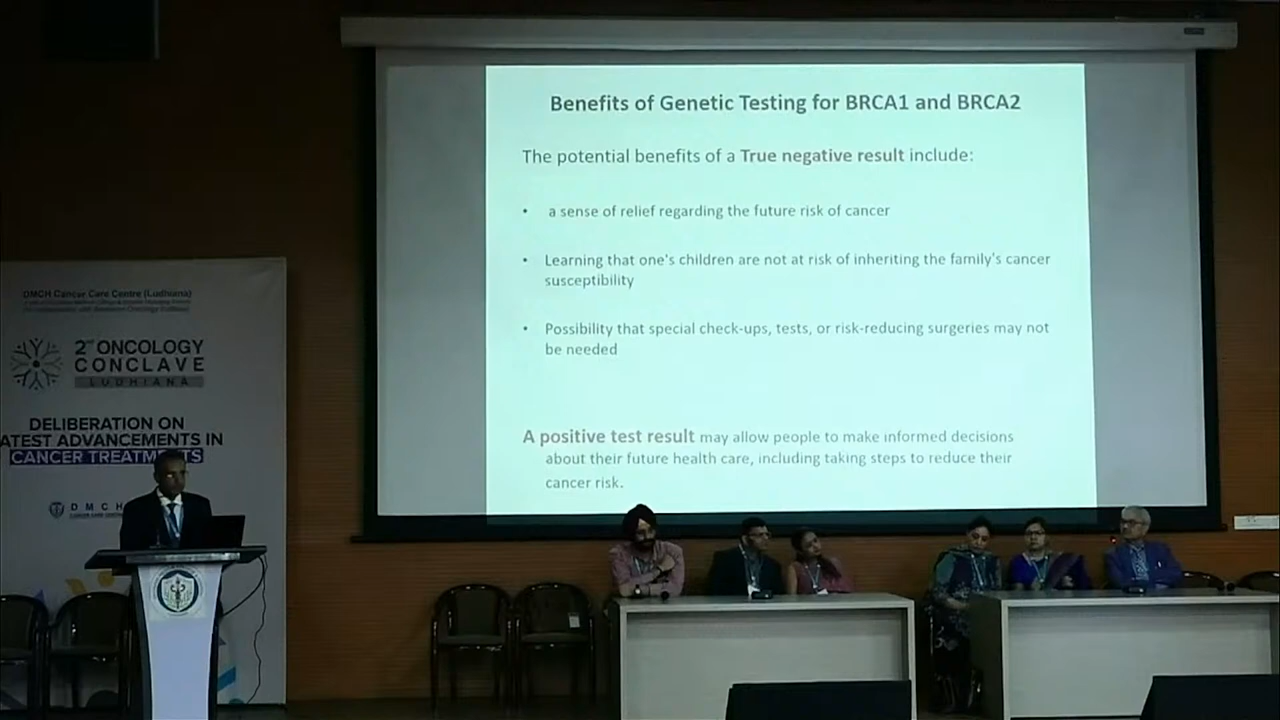 Benefits of Genetic Testing for BRCA1 and BRCA2
The potential benefits of a True negative result include:
• a sense of relief regarding the future risk of cancer
• Learning that one's children are not at risk of inheriting the family's cancer
susceptibility
• Possibility that special check-ups, tests, or risk-reducing surgeries may not
be needed
A positive test result may allow people to make informed decisions
about their future health care, including taking steps to reduce their
cancer risk.
DMCH Cancer Care Centre (Ludhiana)
2nd ONCOLOGY
CONCLAVE
LUDHIANA
DELIBERATION ON
ATEST ADVANCEMENTS IN
CANCER TREATMENTS
DMCH